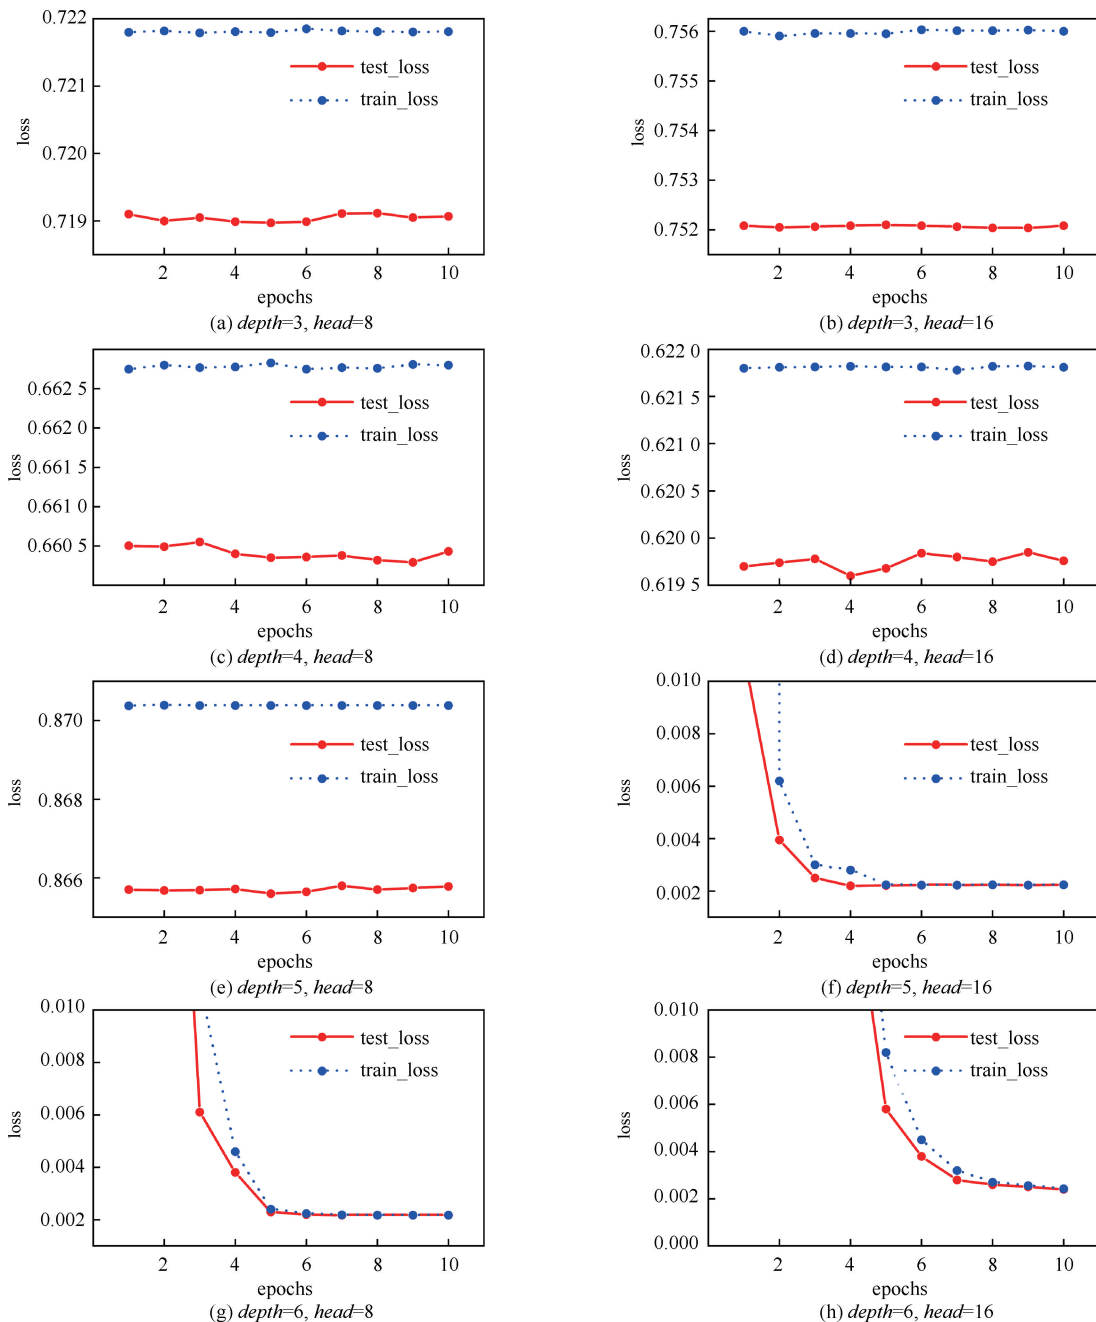 0.722
0.721
0.720
0.719
loss
test_loss
train_loss
2 4 6 8 10
epochs
(a) depth=3, head=8
0.756
0.755
0.754
0.753
0.752
loss
test_loss
train_loss
2 4 6 8 10
epochs
(b) depth=3, head=16
0.662 5
0.662 0
0.661 5
0.661 0
0.660 5
loss
test_loss
train_loss
2 4 6 8 10
epochs
(c) depth=4, head=8
0.622 0
0.621 5
0.621 0
0.620 5
0.620 0
0.619 5
loss
test_loss
train_loss
2 4 6 8 10
epochs
(d) depth=4, head=16
0.870
0.868
0.866
loss
test_loss
train_loss
2 4 6 8 10
epochs
(e) depth=5, head=8
0.010
0.008
0.006
0.004
0.002
loss
test_loss
train_loss
2 4 6 8 10
epochs
(f) depth=5, head=16
0.010
0.008
0.006
0.004
0.002
loss
test_loss
train_loss
2 4 6 8 10
epochs
(g) depth=6, head=8
0.010
0.008
0.006
0.004
0.002
0.000
loss
test_loss
train_loss
2 4 6 8 10
epochs
(h) depth=6, head=16